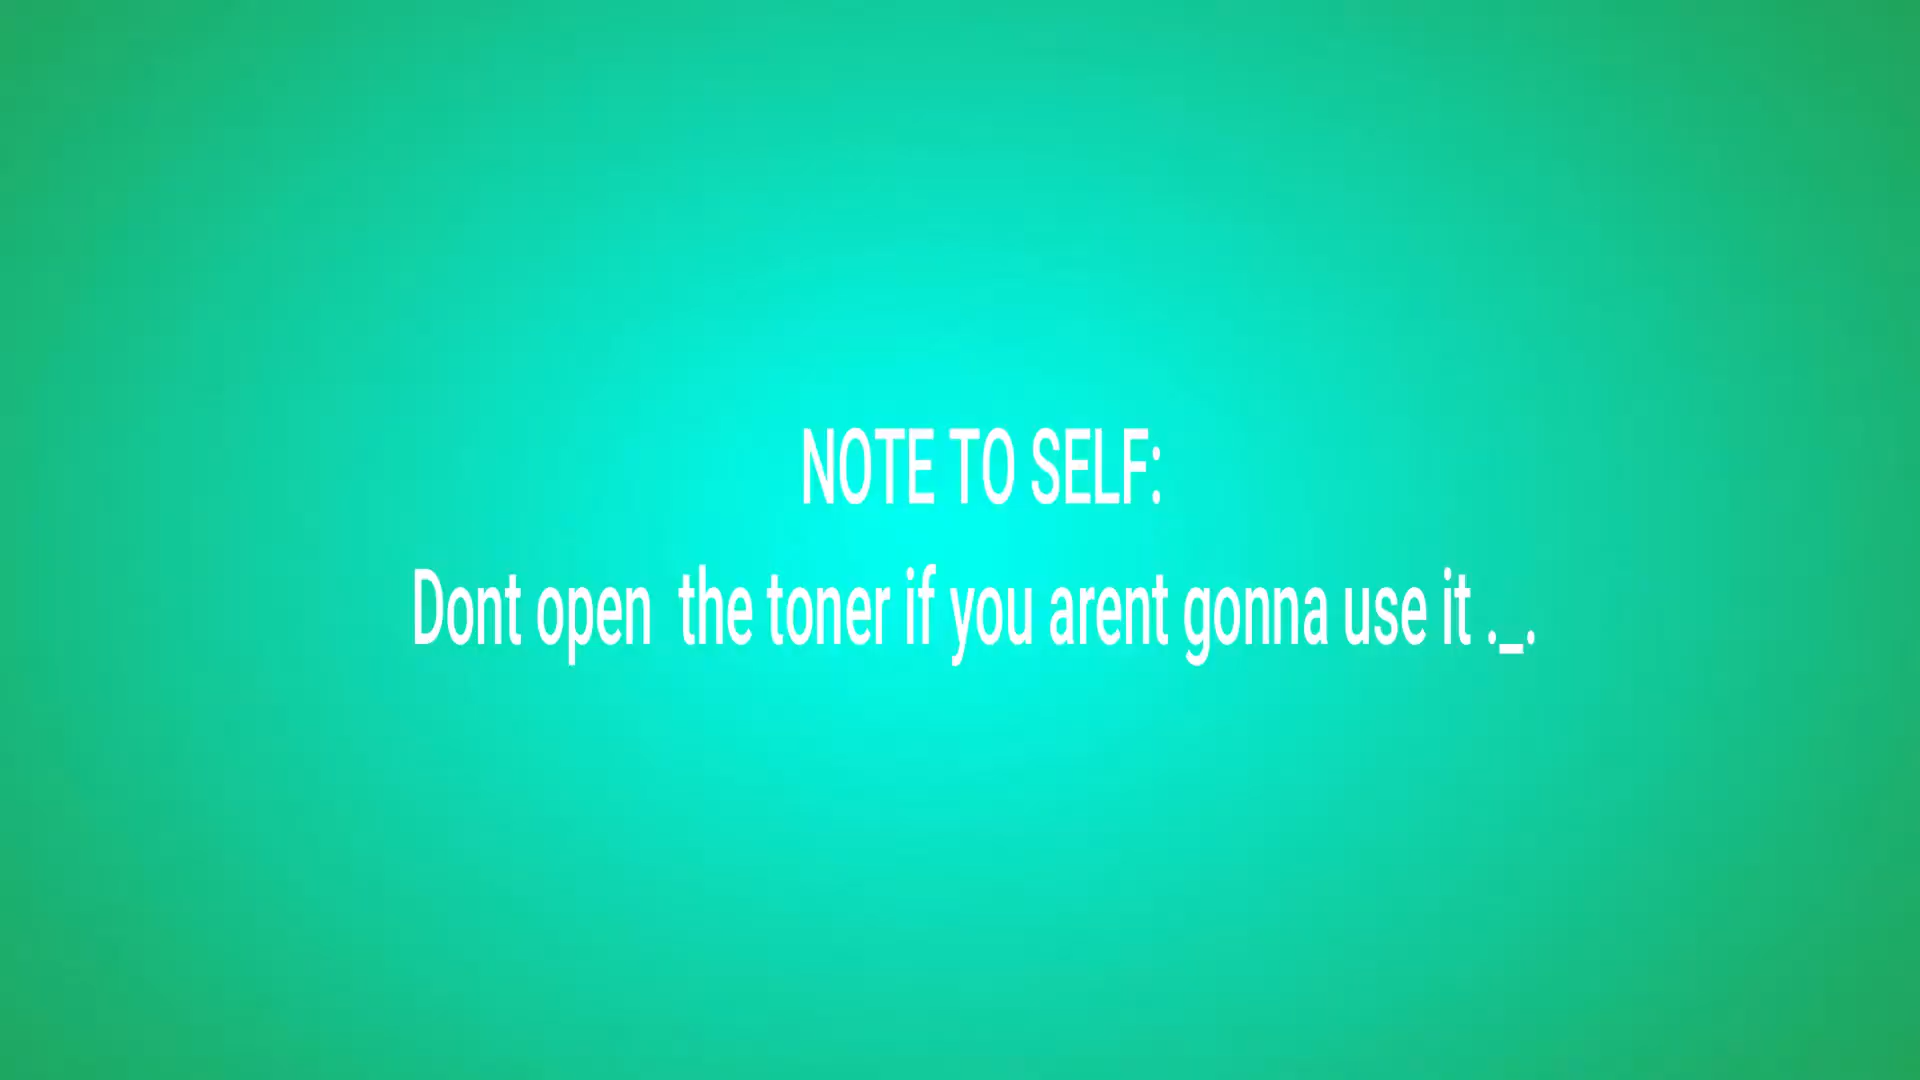 NOTE TO SELF:
Dont open  the toner if you arent gonna use it ._.